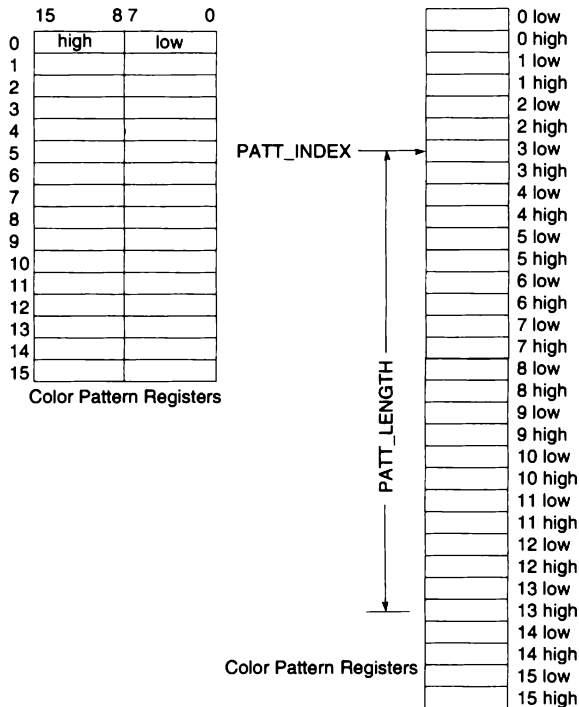 15 8 7 0
0 high low
1
2
3
4
5
6
7
8
9
10
11
12
13
14
15
Color Pattern Registers
PATT_INDEX
PATT_LENGTH
0 low
0 high
1 low
1 high
2 low
2 high
3 low
3 high
4 low
4 high
5 low
5 high
6 low
6 high
7 low
7 high
8 low
8 high
9 low
9 high
10 low
10 high
11 low
11 high
12 low
12 high
13 low
13 high
14 low
14 high
15 low
15 high
Color Pattern Registers